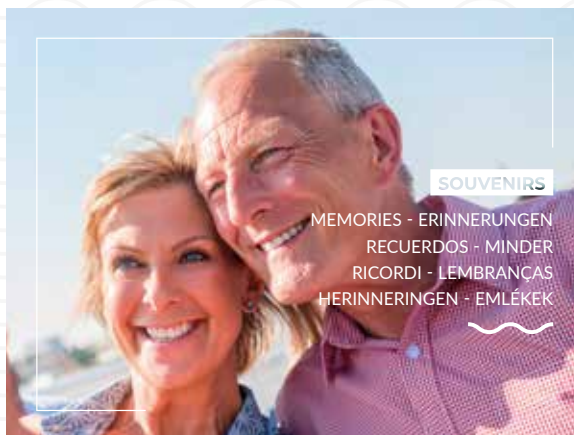 SOUVENIRS
MEMORIES - ERINNERUNGEN
RECUERDOS - MINDER
RICORDI - LEMBRANÇAS
HERINNERINGEN - EMLÉKEK